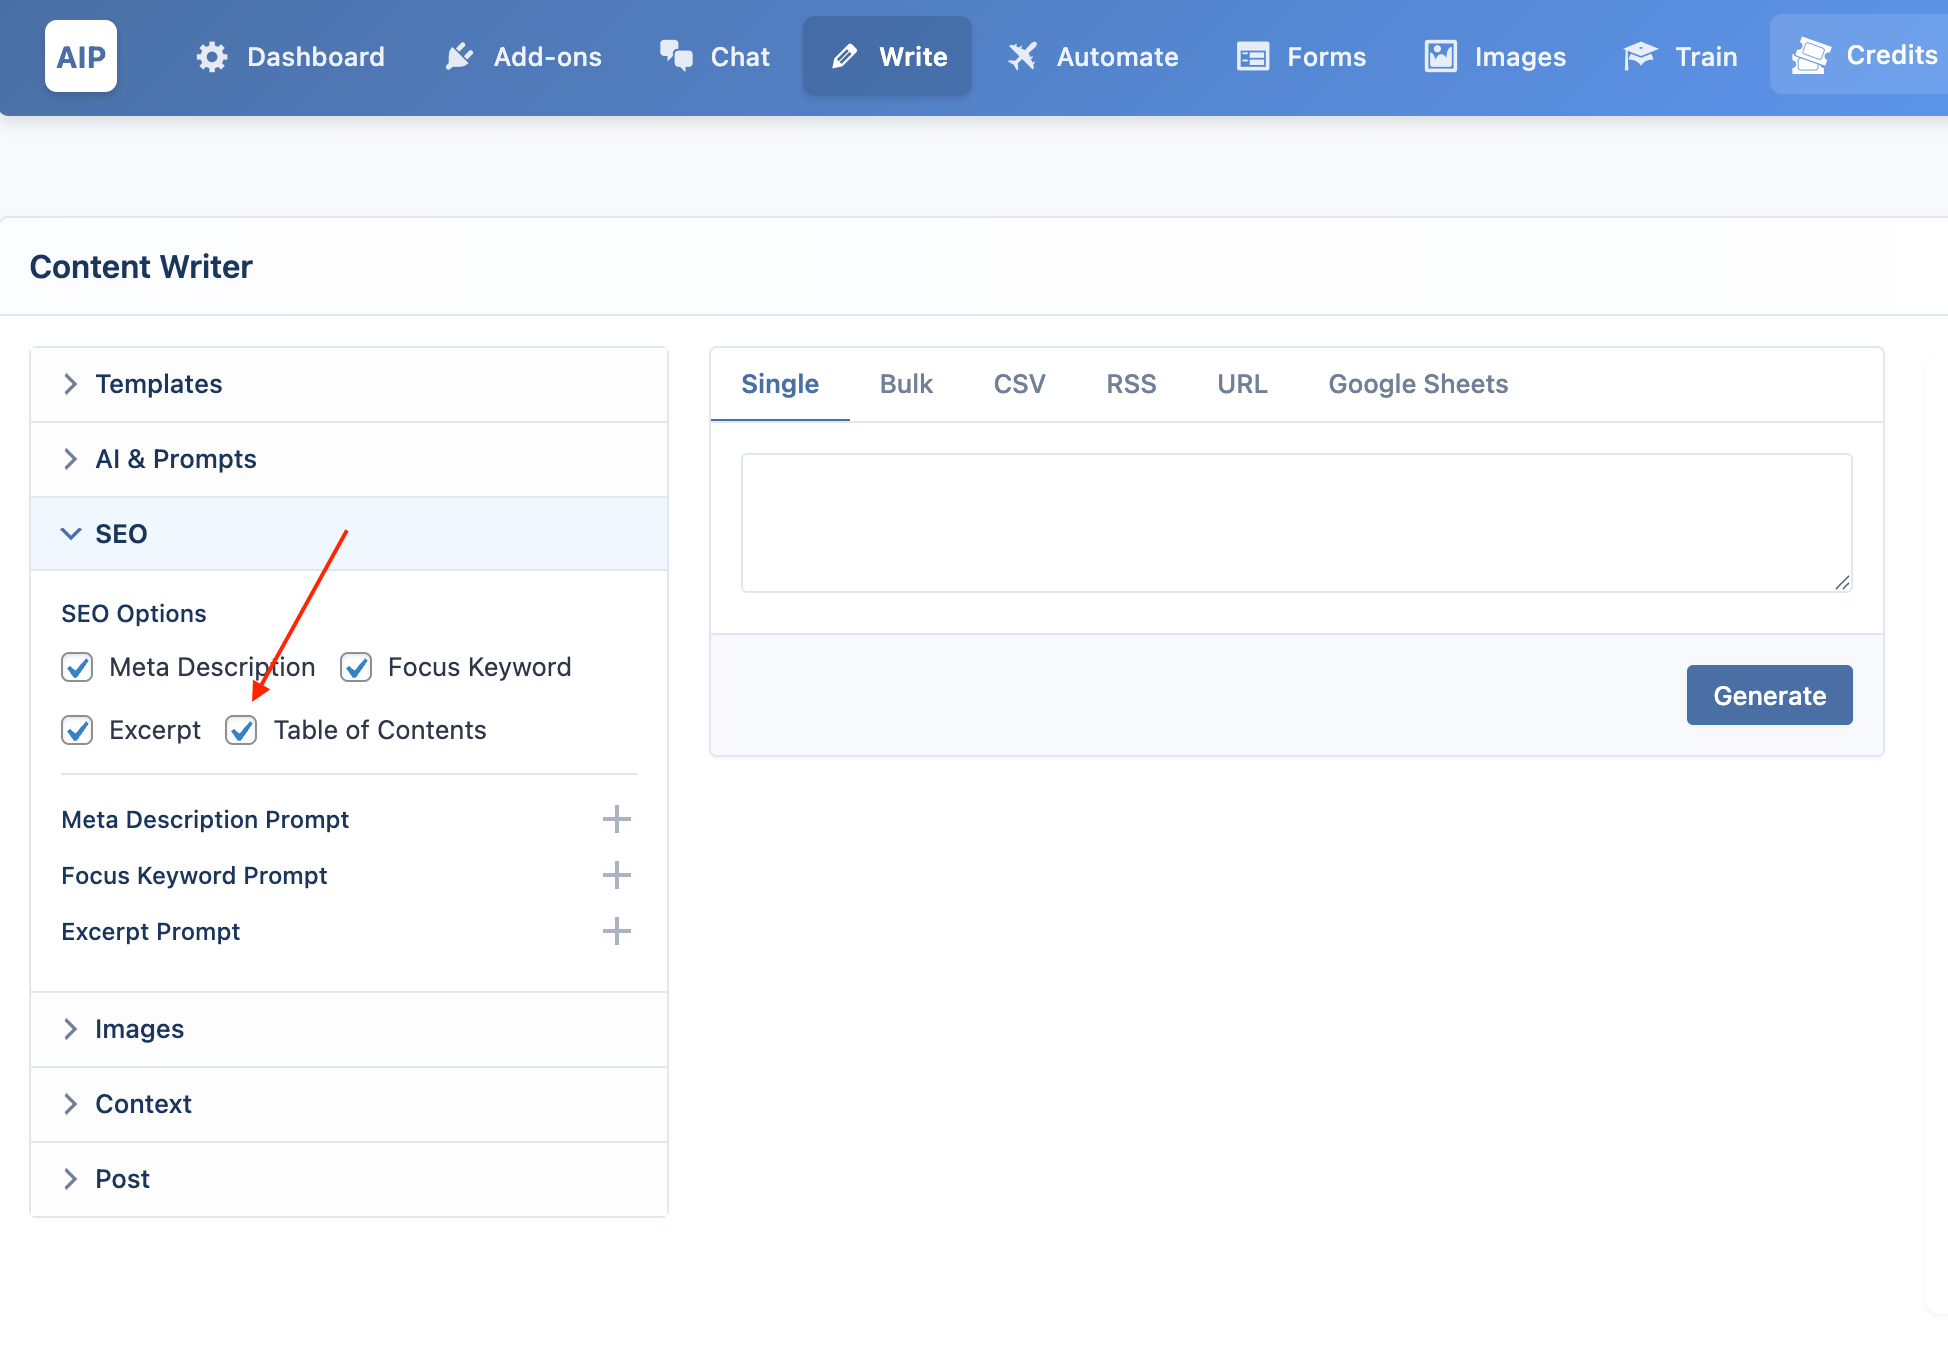 AIP Dashboard Add-ons Chat Write Automate Forms Images Train Credits
Content Writer
Templates
AI & Prompts
SEO
SEO Options
Meta Description Focus Keyword
Excerpt Table of Contents
Meta Description Prompt
Focus Keyword Prompt
Excerpt Prompt
Images
Context
Post
Single Bulk CSV RSS URL Google Sheets
Generate